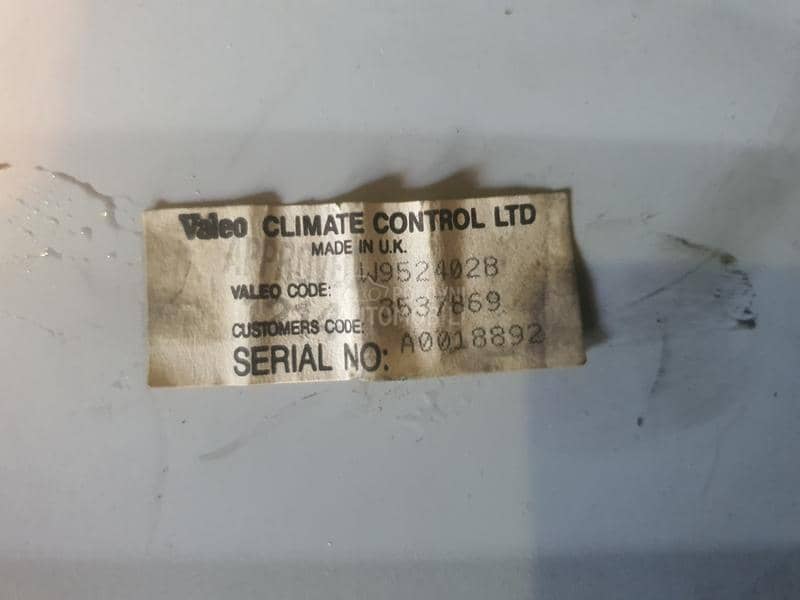 Valeo CLIMATE CONTROL LTD
MADE IN U.K.
VALEO CODE: W952402B
CUSTOMERS CODE: 3537869
SERIAL NO: A0018892